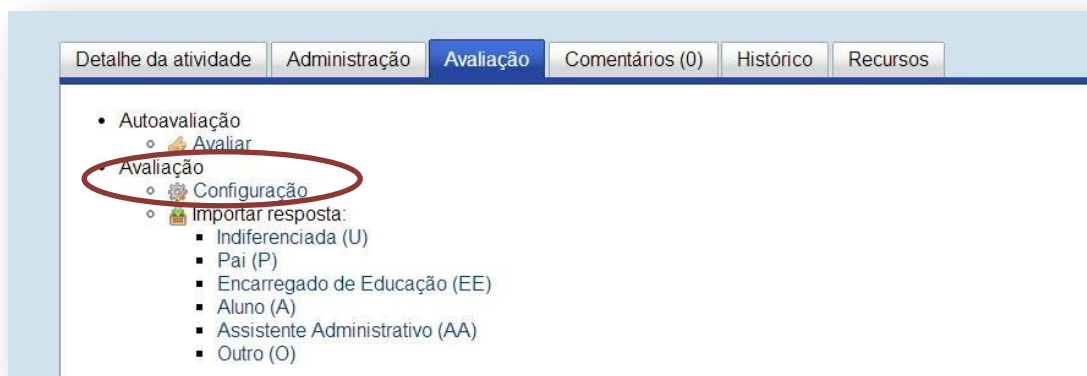 Detalhe da atividade Administração Avaliação Comentários (0) Histórico Recursos
Autoavaliação
Avaliar
Avaliação
Configuração
Importar resposta:
Indiferenciada (U)
Pai (P)
Encarregado de Educação (EE)
Aluno (A)
Assistente Administrativo (AA)
Outro (O)